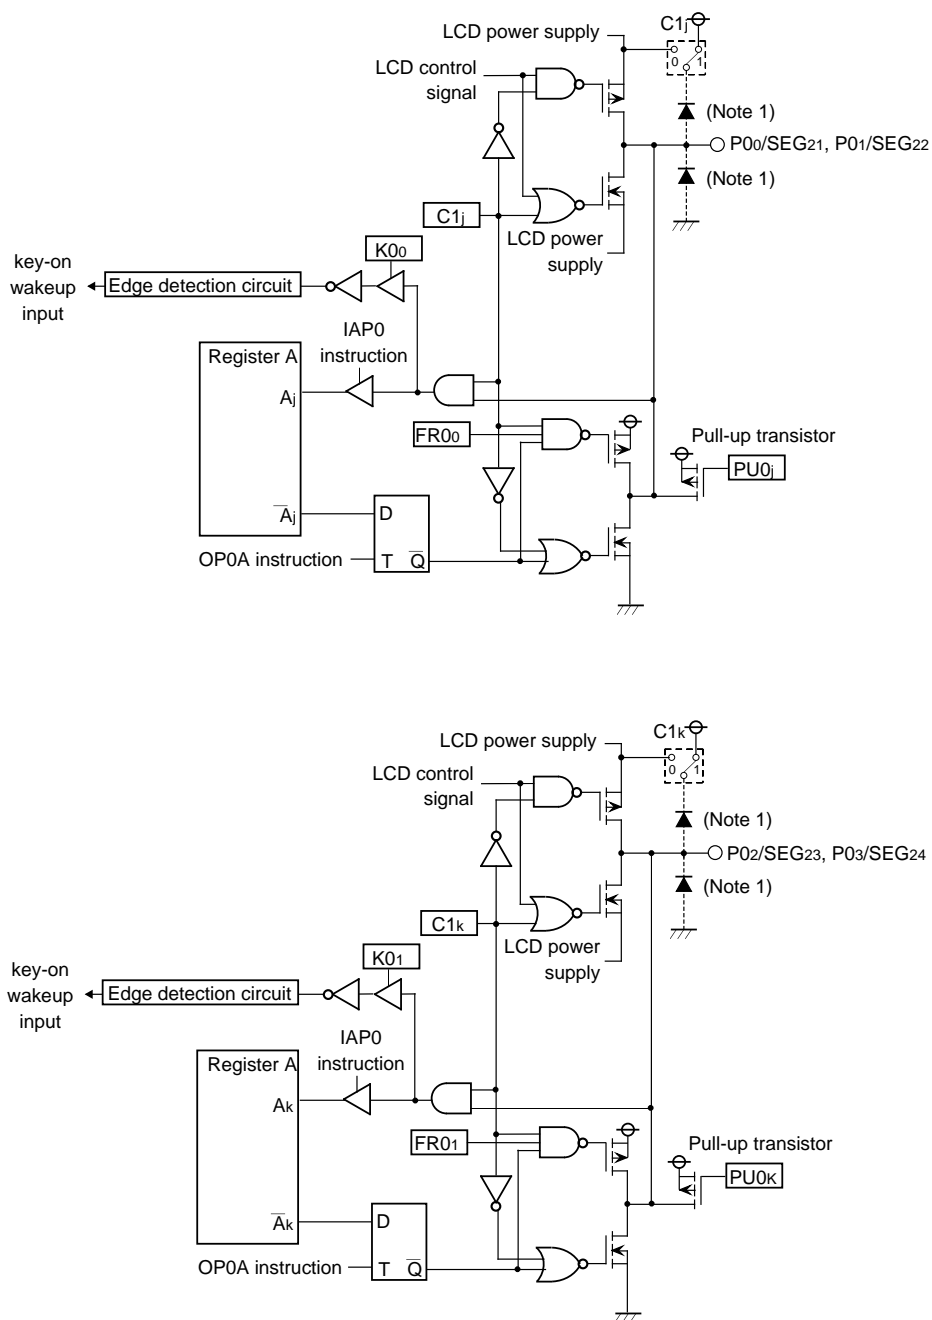 C1j
LCD power supply
0 1
LCD control
signal
(Note 1)
P00/SEG21, P01/SEG22
(Note 1)
C1j
LCD power
supply
K00
key-on
wakeup
input
Edge detection circuit
IAP0
instruction
Register A
Aj
FR00
Pull-up transistor
PU0j
A̅j
D
OP0A instruction
T Q̅
C1k
LCD power supply
0 1
LCD control
signal
(Note 1)
P02/SEG23, P03/SEG24
(Note 1)
C1k
LCD power
supply
K01
key-on
wakeup
input
Edge detection circuit
IAP0
instruction
Register A
Ak
FR01
Pull-up transistor
PU0K
A̅k
D
OP0A instruction
T Q̅